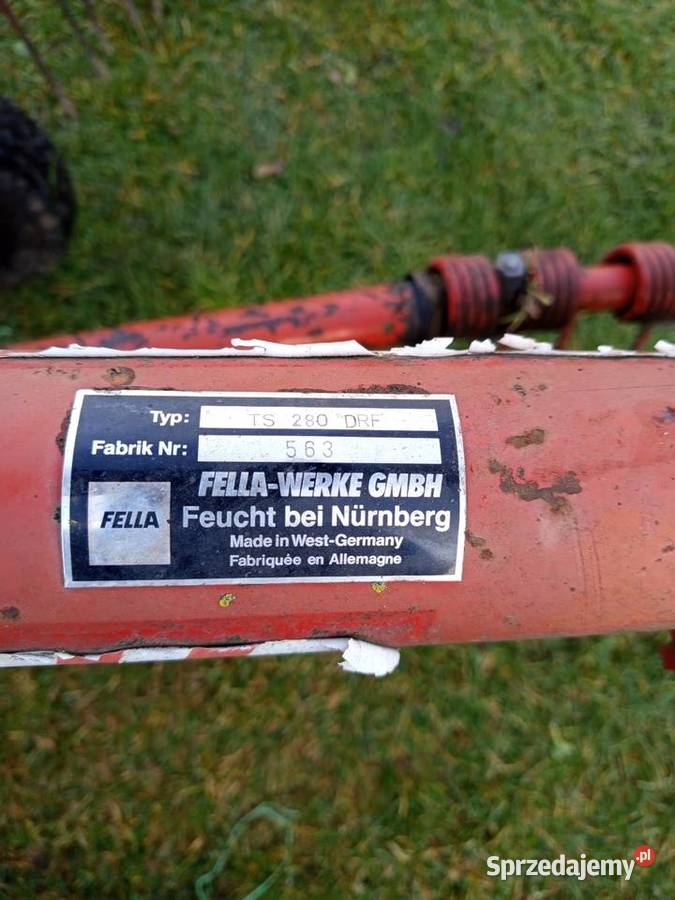 Typ: TS 280 DRF
Fabrik Nr: 563
FELLA-WERKE GMBH
FELLA
Feucht bei Nürnberg
Made in West-Germany
Fabriquée en Allemagne
Sprzedajemy.pl